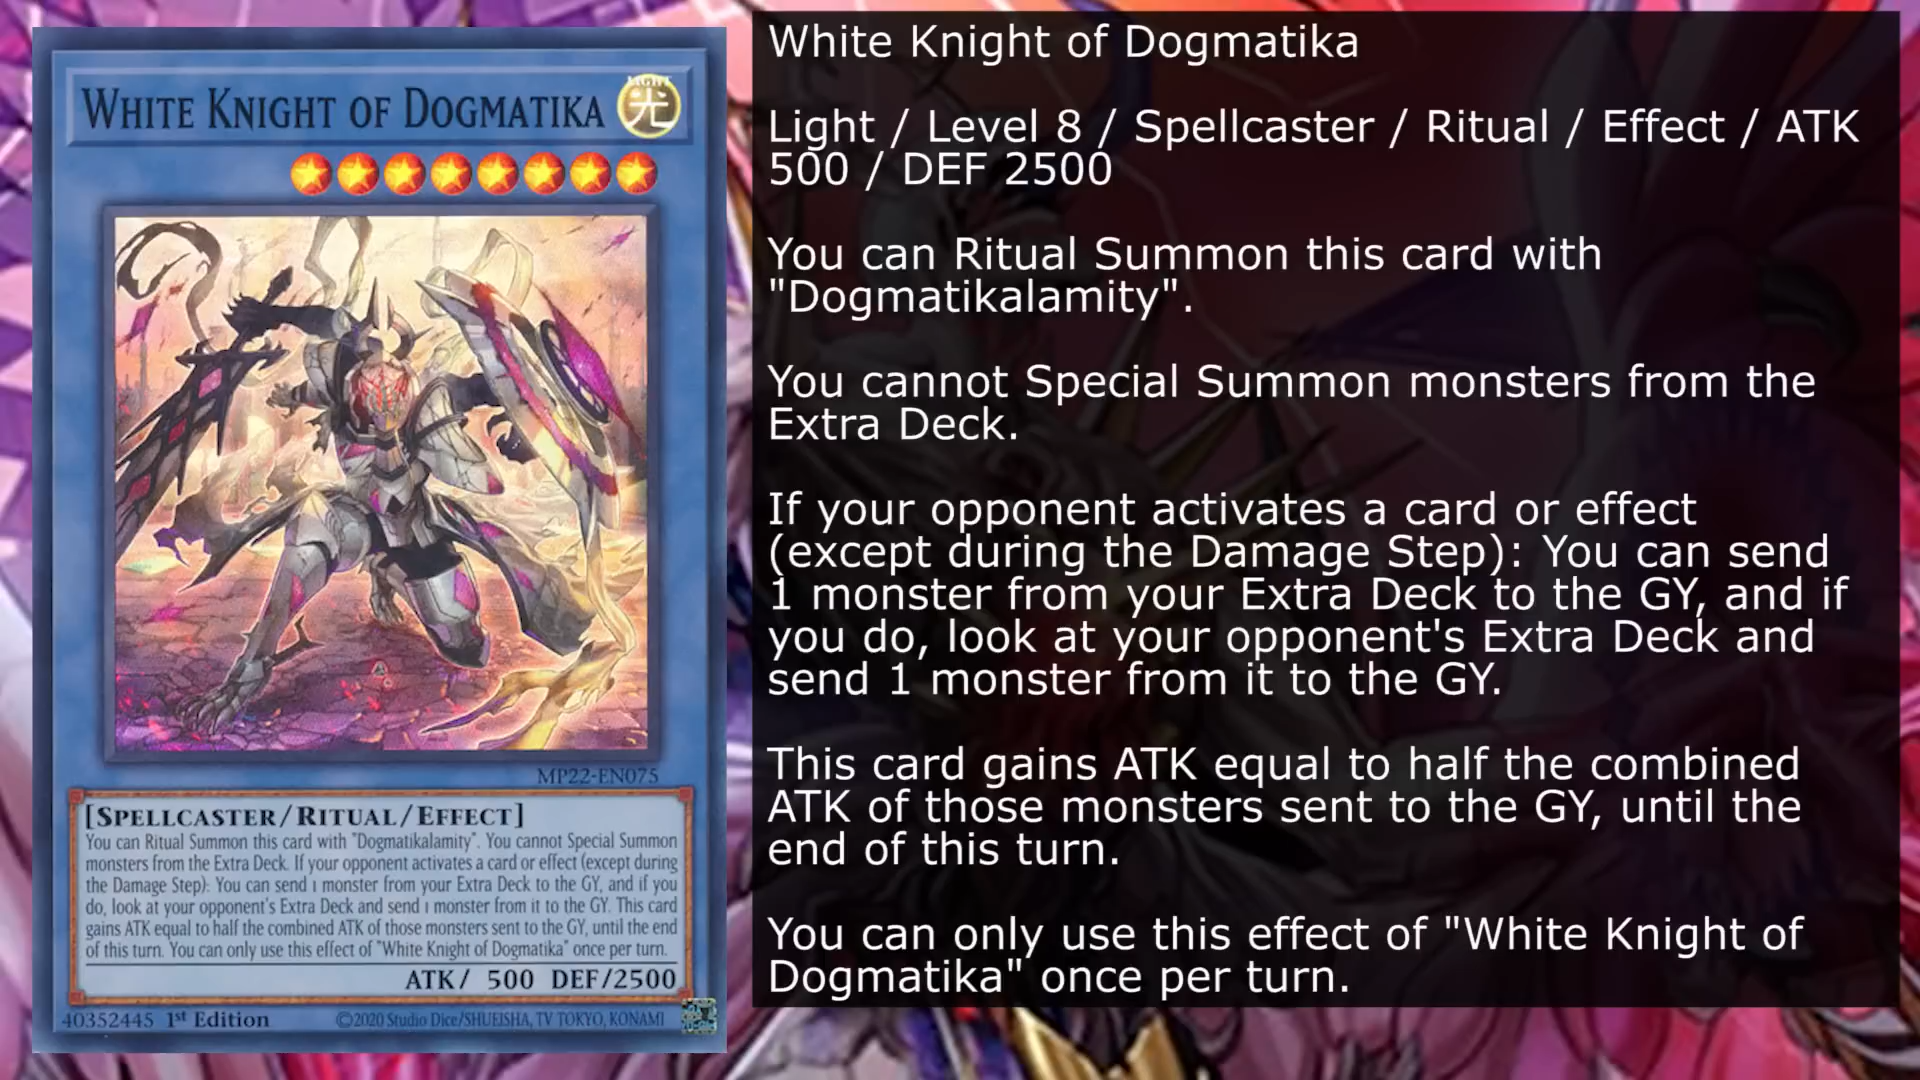 WHITE KNIGHT OF DOGMATIKA
LIGHT
光
MP22-EN075
[SPELLCASTER/RITUAL/EFFECT]
You can Ritual Summon this card with "Dogmatikalamity". You cannot Special Summon
monsters from the Extra Deck. If your opponent activates a card or effect (except during
the Damage Step): You can send 1 monster from your Extra Deck to the GY, and if you
do, look at your opponent's Extra Deck and send 1 monster from it to the GY. This card
gains ATK equal to half the combined ATK of those monsters sent to the GY, until the end
of this turn. You can only use this effect of "White Knight of Dogmatika" once per turn.
ATK/ 500 DEF/2500
40352445 1st Edition
©2020 Studio Dice/SHUEISHA, TV TOKYO, KONAMI
White Knight of Dogmatika
Light / Level 8 / Spellcaster / Ritual / Effect / ATK
500 / DEF 2500
You can Ritual Summon this card with
"Dogmatikalamity".
You cannot Special Summon monsters from the
Extra Deck.
If your opponent activates a card or effect
(except during the Damage Step): You can send
1 monster from your Extra Deck to the GY, and if
you do, look at your opponent's Extra Deck and
send 1 monster from it to the GY.
This card gains ATK equal to half the combined
ATK of those monsters sent to the GY, until the
end of this turn.
You can only use this effect of "White Knight of
Dogmatika" once per turn.